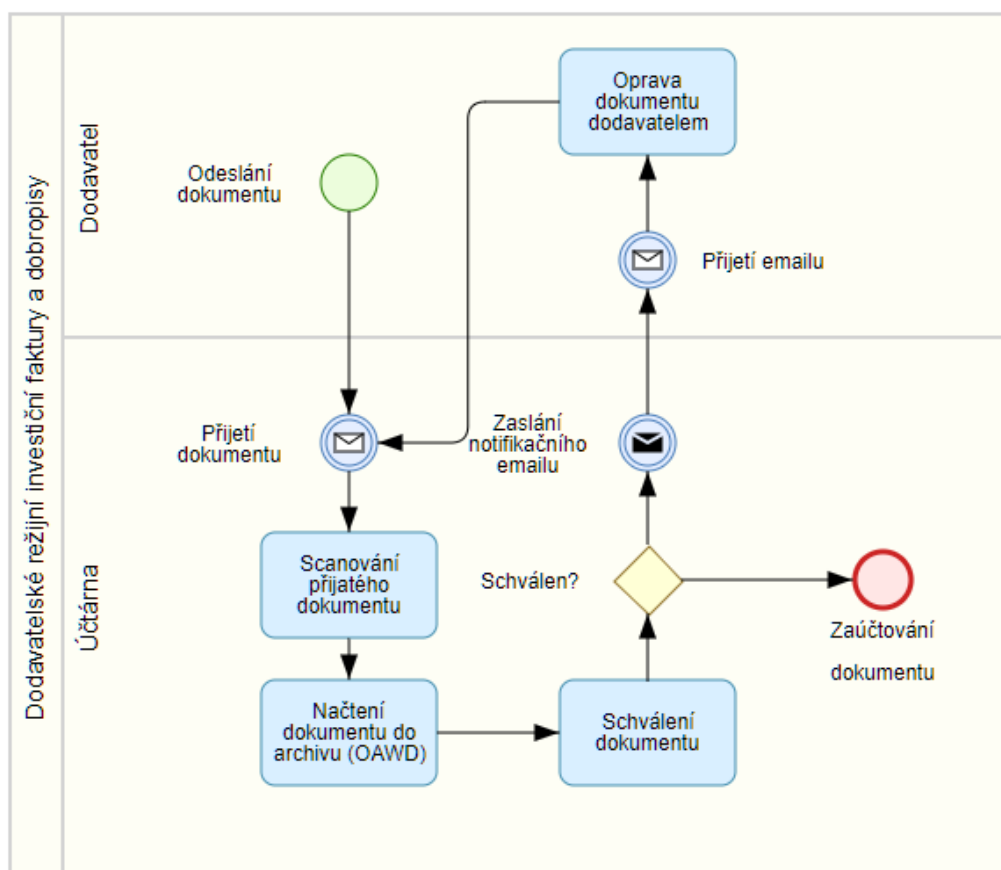 Dodavatelské režijní investiční faktury a dobropisy
Dodavatel
Odeslání
dokumentu
Oprava
dokumentu
dodavatelem
Přijetí emailu
Účtárna
Přijetí
dokumentu
Zaslání
notifikačního
emailu
Scanování
přijatého
dokumentu
Schválen?
Zaúčtování
dokumentu
Načtení
dokumentu do
archivu (OAWD)
Schválení
dokumentu